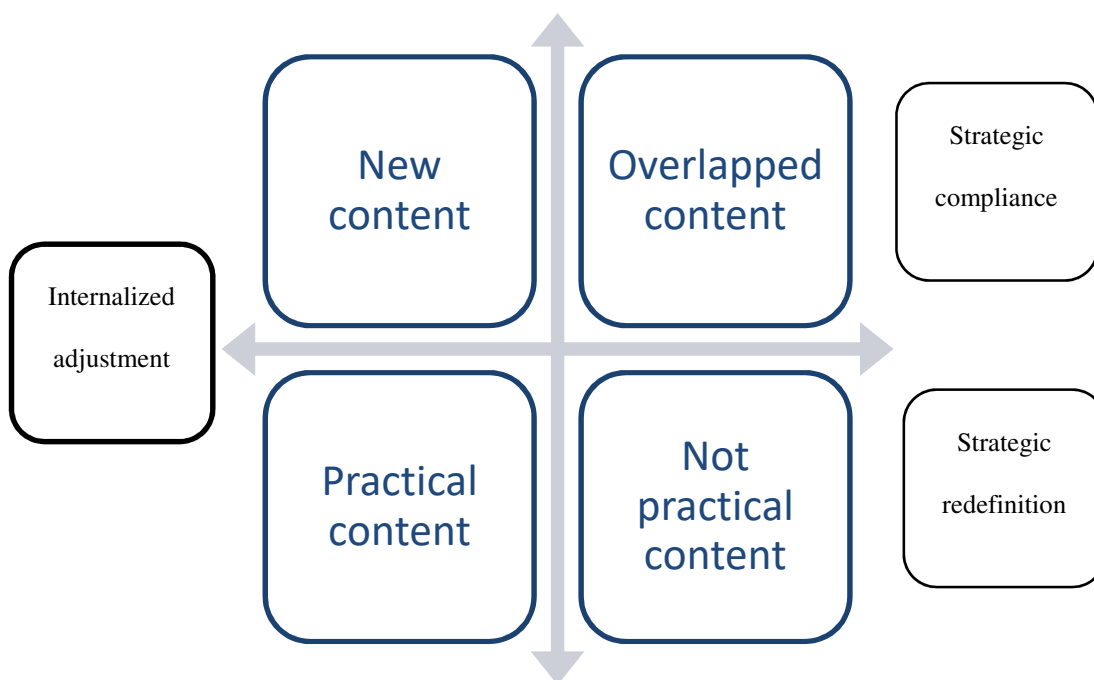 New
content
Overlapped
content
Strategic
compliance
Internalized
adjustment
Practical
content
Not
practical
content
Strategic
redefinition